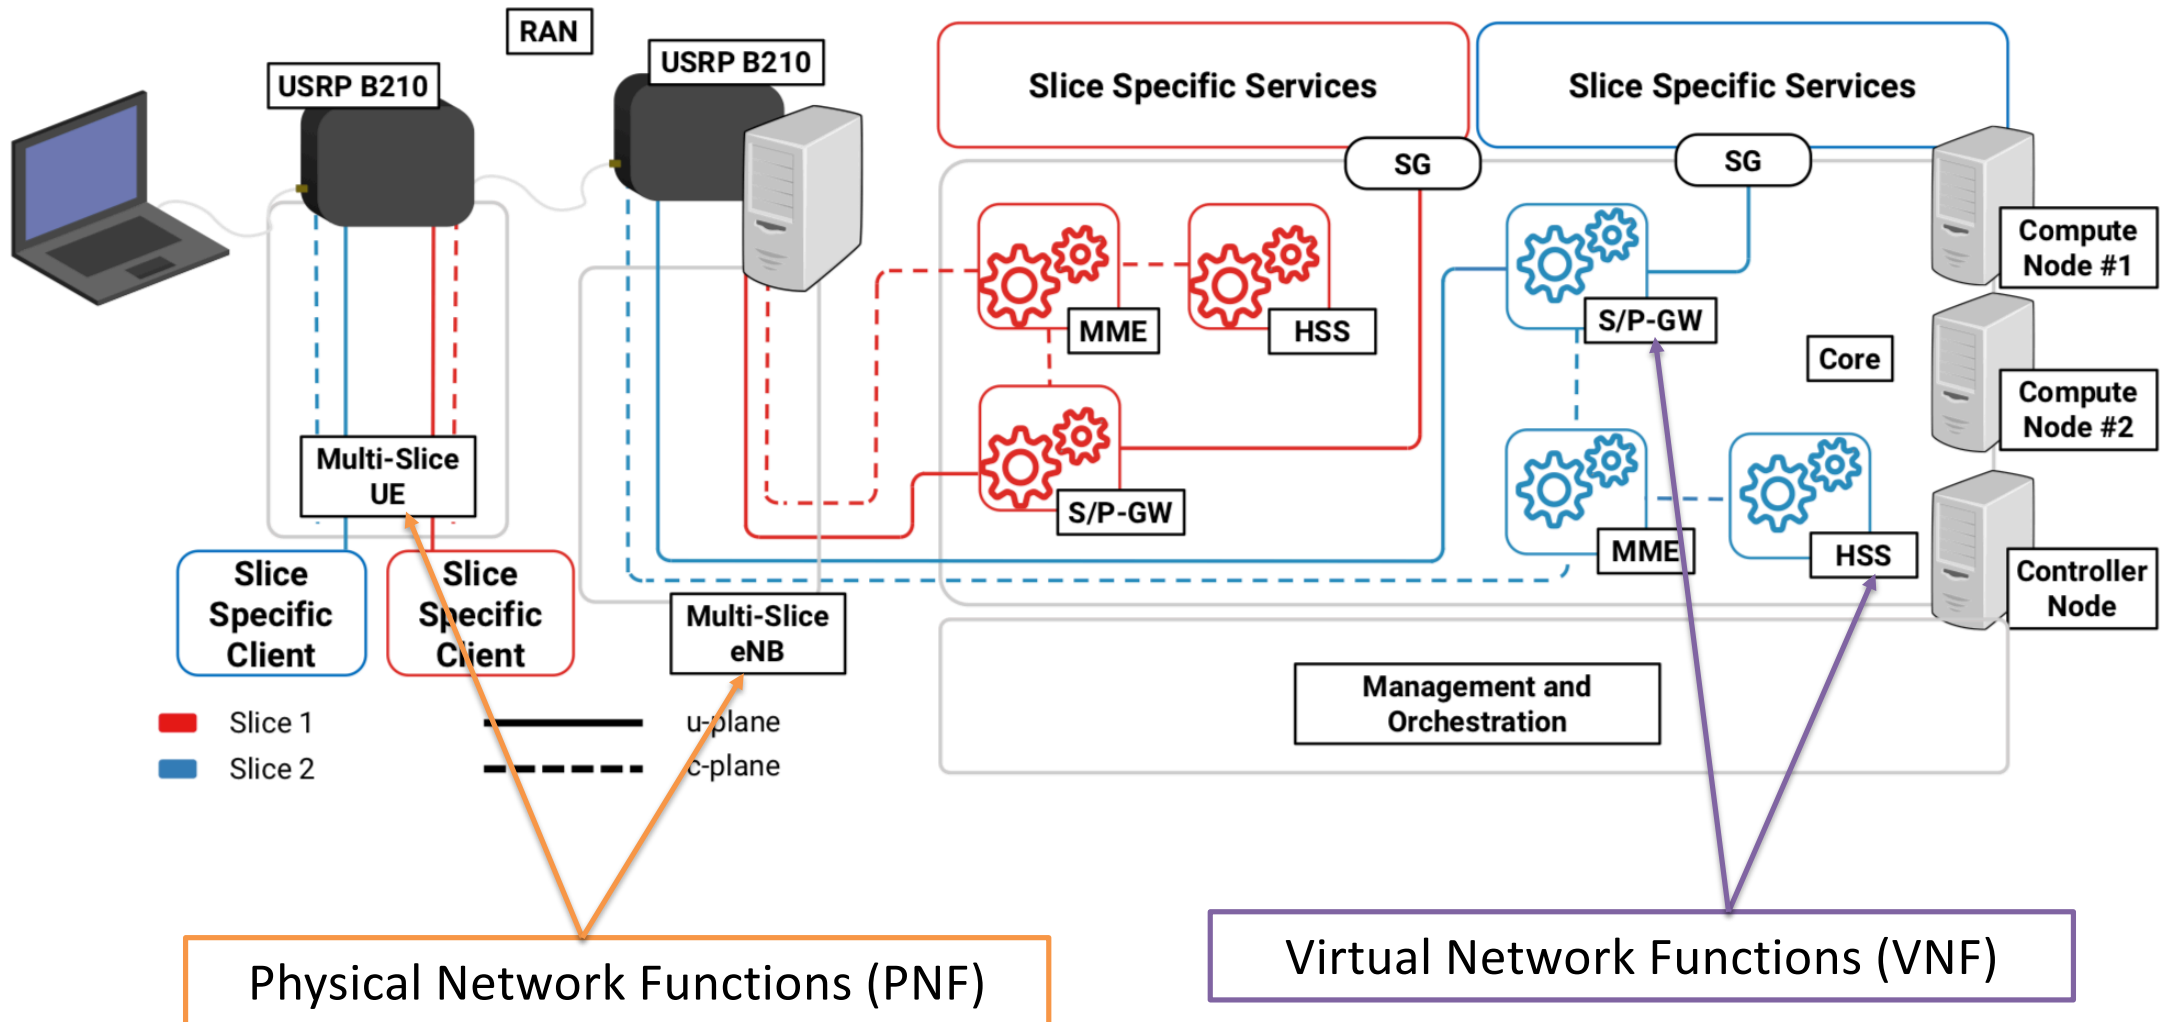 RAN
USRP B210
USRP B210
Slice Specific Services
Slice Specific Services
SG
SG
Compute
Node #1
MME
HSS
S/P-GW
Core
Compute
Node #2
Multi-Slice
UE
S/P-GW
MME
HSS
Controller
Node
Slice
Specific
Client
Slice
Specific
Client
Multi-Slice
eNB
Management and
Orchestration
Slice 1
u-plane
Slice 2
c-plane
Physical Network Functions (PNF)
Virtual Network Functions (VNF)